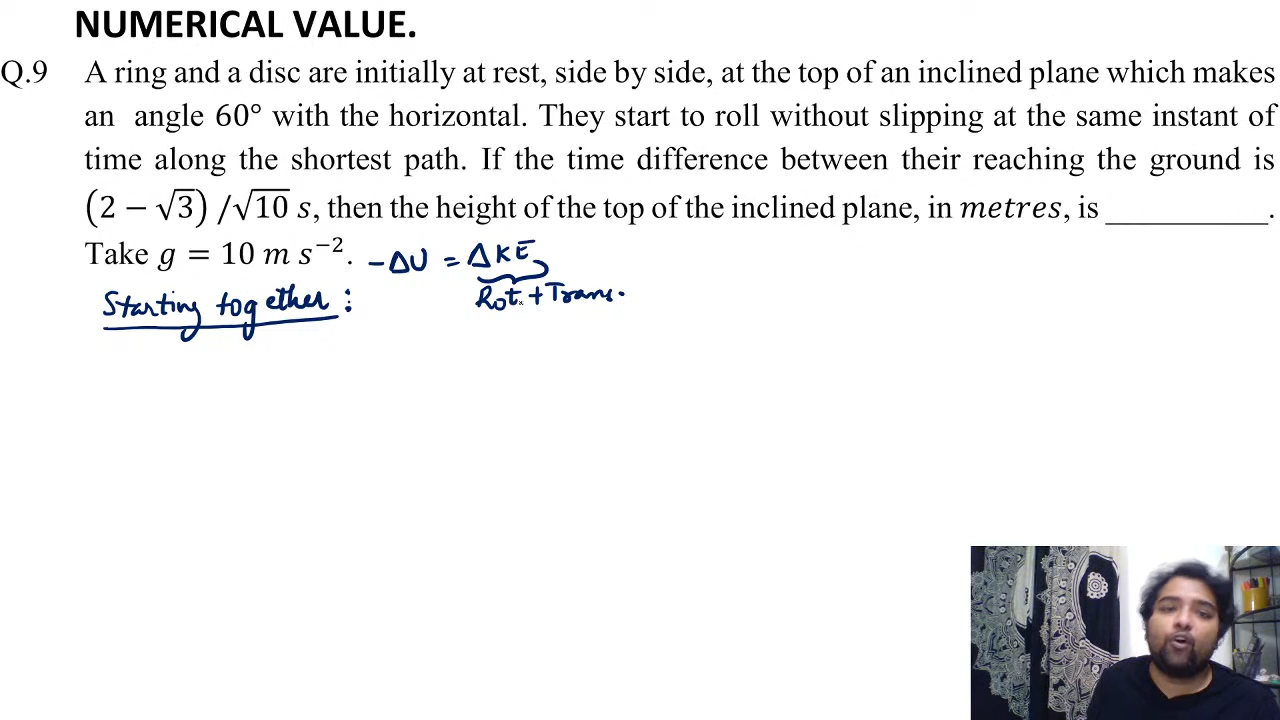 NUMERICAL VALUE.
Q.9 A ring and a disc are initially at rest, side by side, at the top of an inclined plane which makes
an angle 60° with the horizontal. They start to roll without slipping at the same instant of
time along the shortest path. If the time difference between their reaching the ground is
(2 − √3) /√10 s, then the height of the top of the inclined plane, in metres, is __________.
Take g = 10 m s⁻². −ΔU = ΔKE
Starting together : Rot. + Trans.